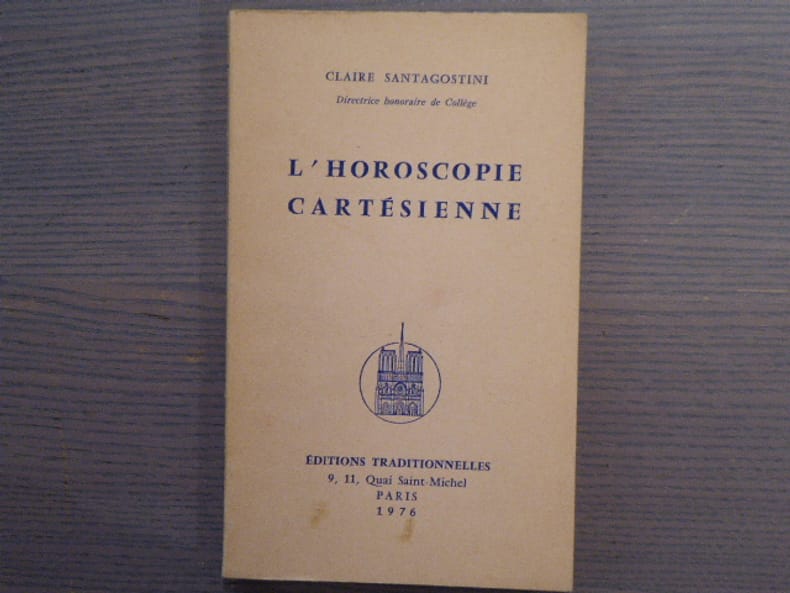 CLAIRE SANTAGOSTINI
Directrice honoraire de Collège
L'HOROSCOPIE
CARTÉSIENNE
ÉDITIONS TRADITIONNELLES
9, 11, Quai Saint-Michel
PARIS
1976